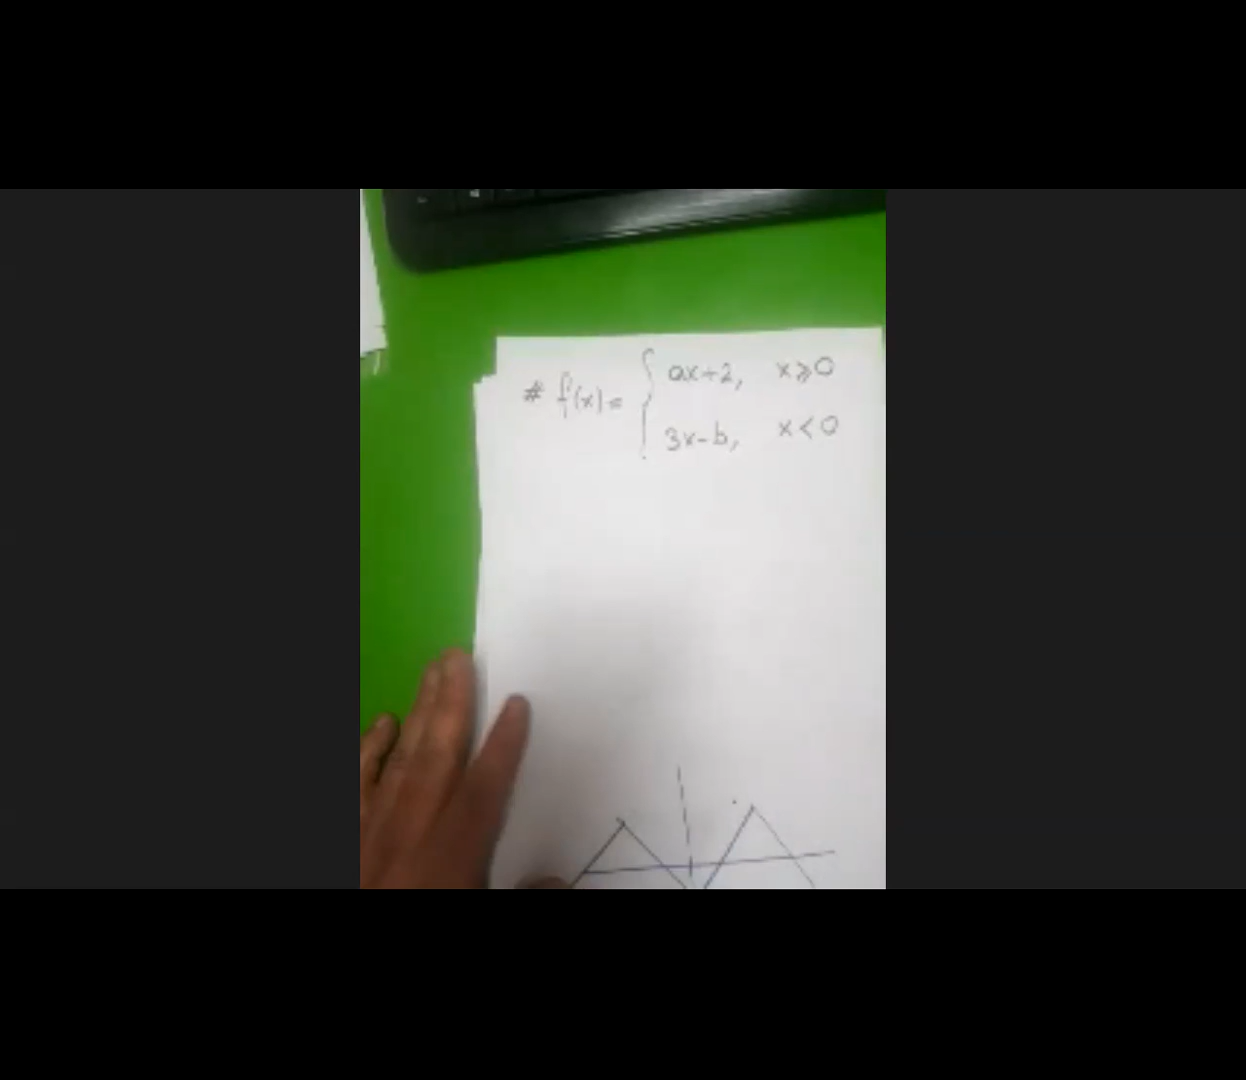 # f(x) = { ax+2, x⩾0
3x-b, x<0